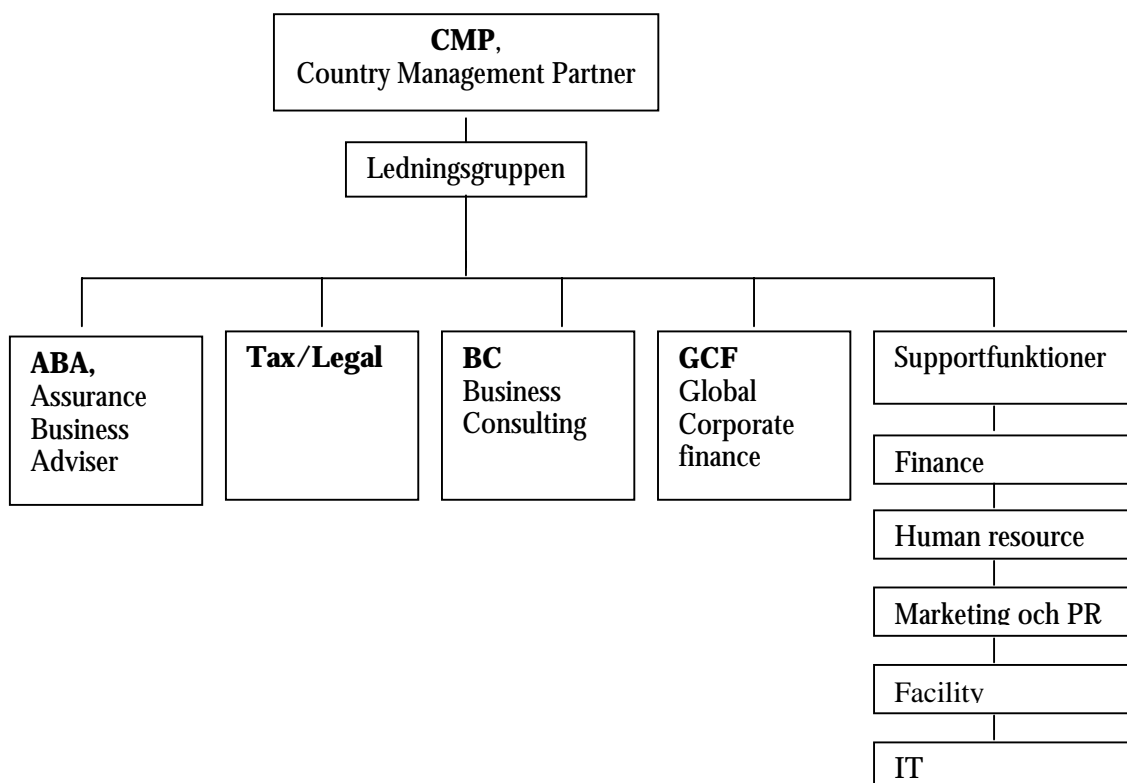 CMP,
Country Management Partner
Ledningsgruppen
ABA,
Assurance
Business
Adviser
Tax/Legal
BC
Business
Consulting
GCF
Global
Corporate
finance
Supportfunktioner
Finance
Human resource
Marketing och PR
Facility
IT